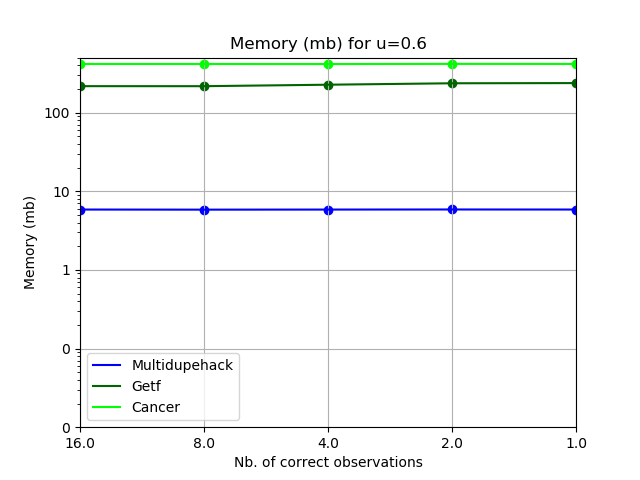 Memory (mb) for u=0.6
Memory (mb)
100
10
1
0
0
Multidupehack
Getf
Cancer
16.0 8.0 4.0 2.0 1.0
Nb. of correct observations